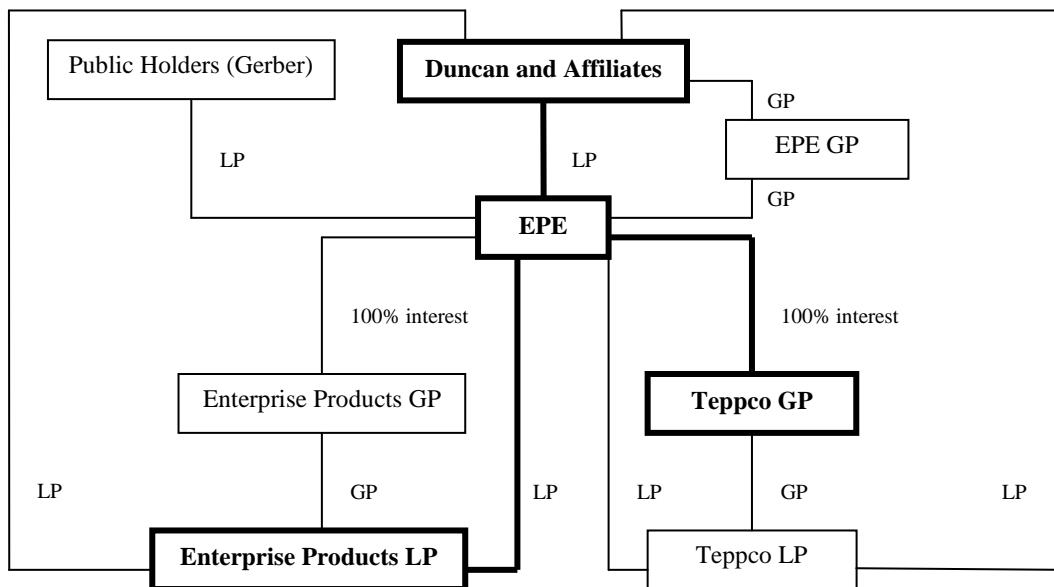 Public Holders (Gerber)
Duncan and Affiliates
GP
EPE GP
LP
LP
GP
EPE
100% interest
100% interest
Enterprise Products GP
Teppco GP
LP
GP
LP
LP
GP
LP
Enterprise Products LP
Teppco LP